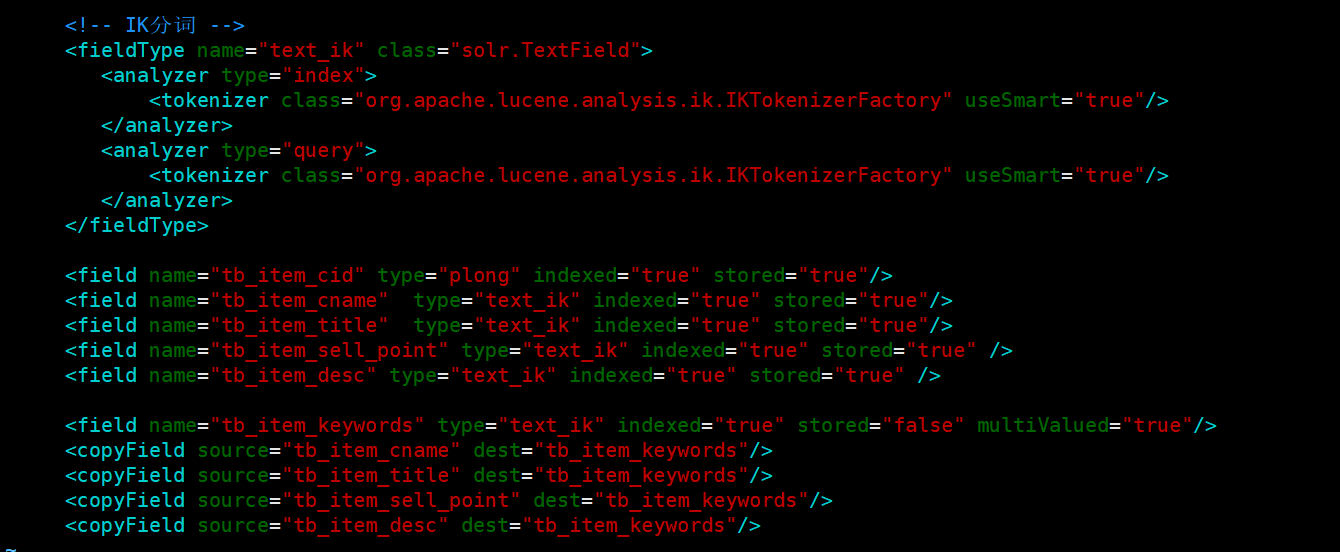 <!-- IK分词 -->
<fieldType name="text_ik" class="solr.TextField">
<analyzer type="index">
<tokenizer class="org.apache.lucene.analysis.ik.IKTokenizerFactory" useSmart="true"/>
</analyzer>
<analyzer type="query">
<tokenizer class="org.apache.lucene.analysis.ik.IKTokenizerFactory" useSmart="true"/>
</analyzer>
</fieldType>
<field name="tb_item_cid" type="plong" indexed="true" stored="true"/>
<field name="tb_item_cname"  type="text_ik" indexed="true" stored="true"/>
<field name="tb_item_title"  type="text_ik" indexed="true" stored="true"/>
<field name="tb_item_sell_point" type="text_ik" indexed="true" stored="true" />
<field name="tb_item_desc" type="text_ik" indexed="true" stored="true" />
<field name="tb_item_keywords" type="text_ik" indexed="true" stored="false" multiValued="true"/>
<copyField source="tb_item_cname" dest="tb_item_keywords"/>
<copyField source="tb_item_title" dest="tb_item_keywords"/>
<copyField source="tb_item_sell_point" dest="tb_item_keywords"/>
<copyField source="tb_item_desc" dest="tb_item_keywords"/>
~